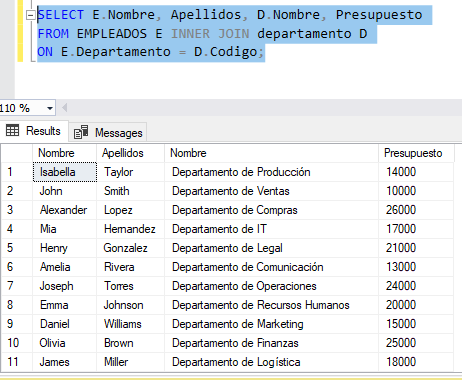 SELECT E.Nombre, Apellidos, D.Nombre, Presupuesto
FROM EMPLEADOS E INNER JOIN departamento D
ON E.Departamento = D.Codigo;
110 %
Results Messages
Nombre Apellidos Nombre Presupuesto
1 Isabella Taylor Departamento de Producción 14000
2 John Smith Departamento de Ventas 10000
3 Alexander Lopez Departamento de Compras 26000
4 Mia Hernandez Departamento de IT 17000
5 Henry Gonzalez Departamento de Legal 21000
6 Amelia Rivera Departamento de Comunicación 13000
7 Joseph Torres Departamento de Operaciones 24000
8 Emma Johnson Departamento de Recursos Humanos 20000
9 Daniel Williams Departamento de Marketing 15000
10 Olivia Brown Departamento de Finanzas 25000
11 James Miller Departamento de Logística 18000